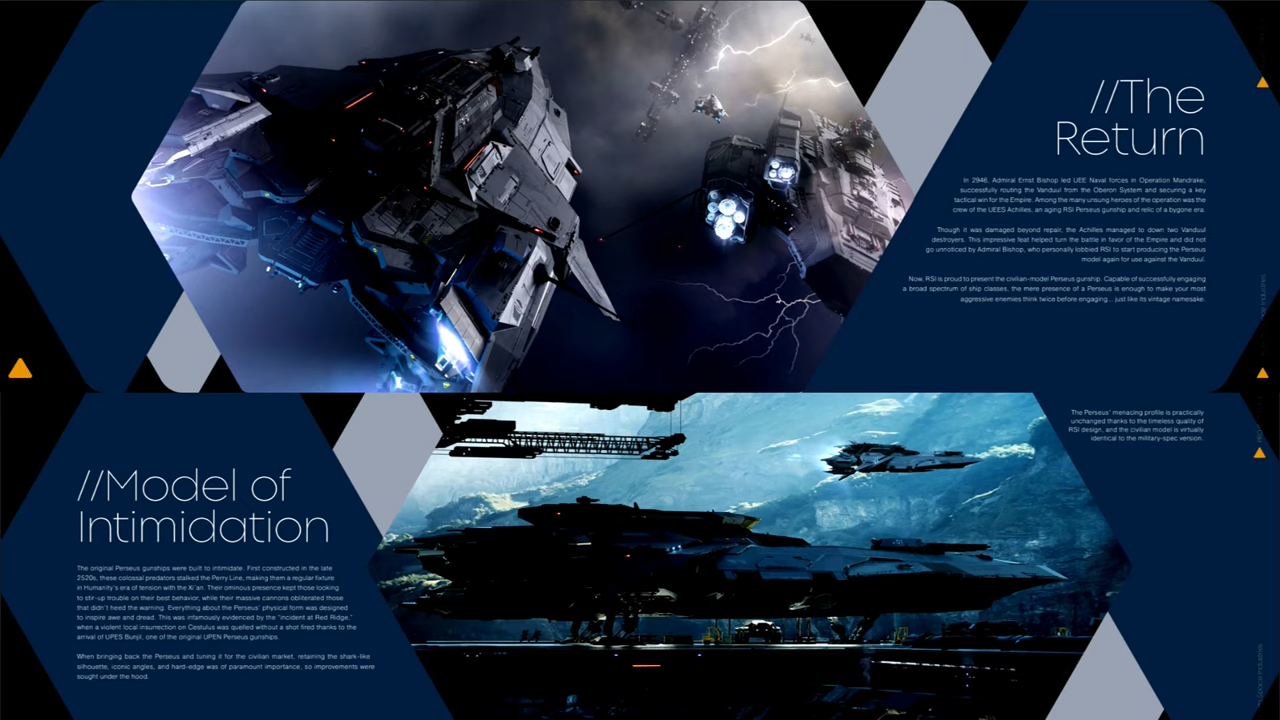 //The
Return
In 2946, Admiral Ernst Bishop led UEE Naval forces in Operation Mandrake,
successfully routing the Vanduul from the Oberon System and securing a key
tactical win for the Empire. Among the many unsung heroes of the operation was the
crew of the UEES Achilles, an aging RSI Perseus gunship and relic of a bygone era.
Though it was damaged beyond repair, the Achilles managed to down two Vanduul
destroyers. This impressive feat helped turn the battle in favor of the Empire and did not
go unnoticed by Admiral Bishop, who personally lobbied RSI to start producing the Perseus
model again for use against the Vanduul.
Now, RSI is proud to present the civilian-model Perseus gunship. Capable of successfully engaging
a broad spectrum of ship classes, the mere presence of a Perseus is enough to make your most
aggressive enemies think twice before engaging... just like its vintage namesake.
//Model of
Intimidation
The original Perseus gunships were built to intimidate. First constructed in the late
2520s, these colossal predators stalked the Perry Line, making them a regular fixture
in Humanity's era of tension with the Xi'an. Their ominous presence kept those looking
to stir-up trouble on their best behavior, while their massive cannons obliterated those
that didn't heed the warning. Everything about the Perseus' physical form was designed
to inspire awe and dread. This was infamously evidenced by the "incident at Red Ridge,"
when a violent local insurrection on Cestulus was quelled without a shot fired thanks to the
arrival of UPES Bunjil, one of the original UPEN Perseus gunships.
When bringing back the Perseus and tuning it for the civilian market, retaining the shark-like
silhouette, iconic angles, and hard-edge was of paramount importance, so improvements were
sought under the hood.
The Perseus' menacing profile is practically
unchanged thanks to the timeless quality of
RSI design, and the civilian model is virtually
identical to the military-spec version.
Industries
Space Industries